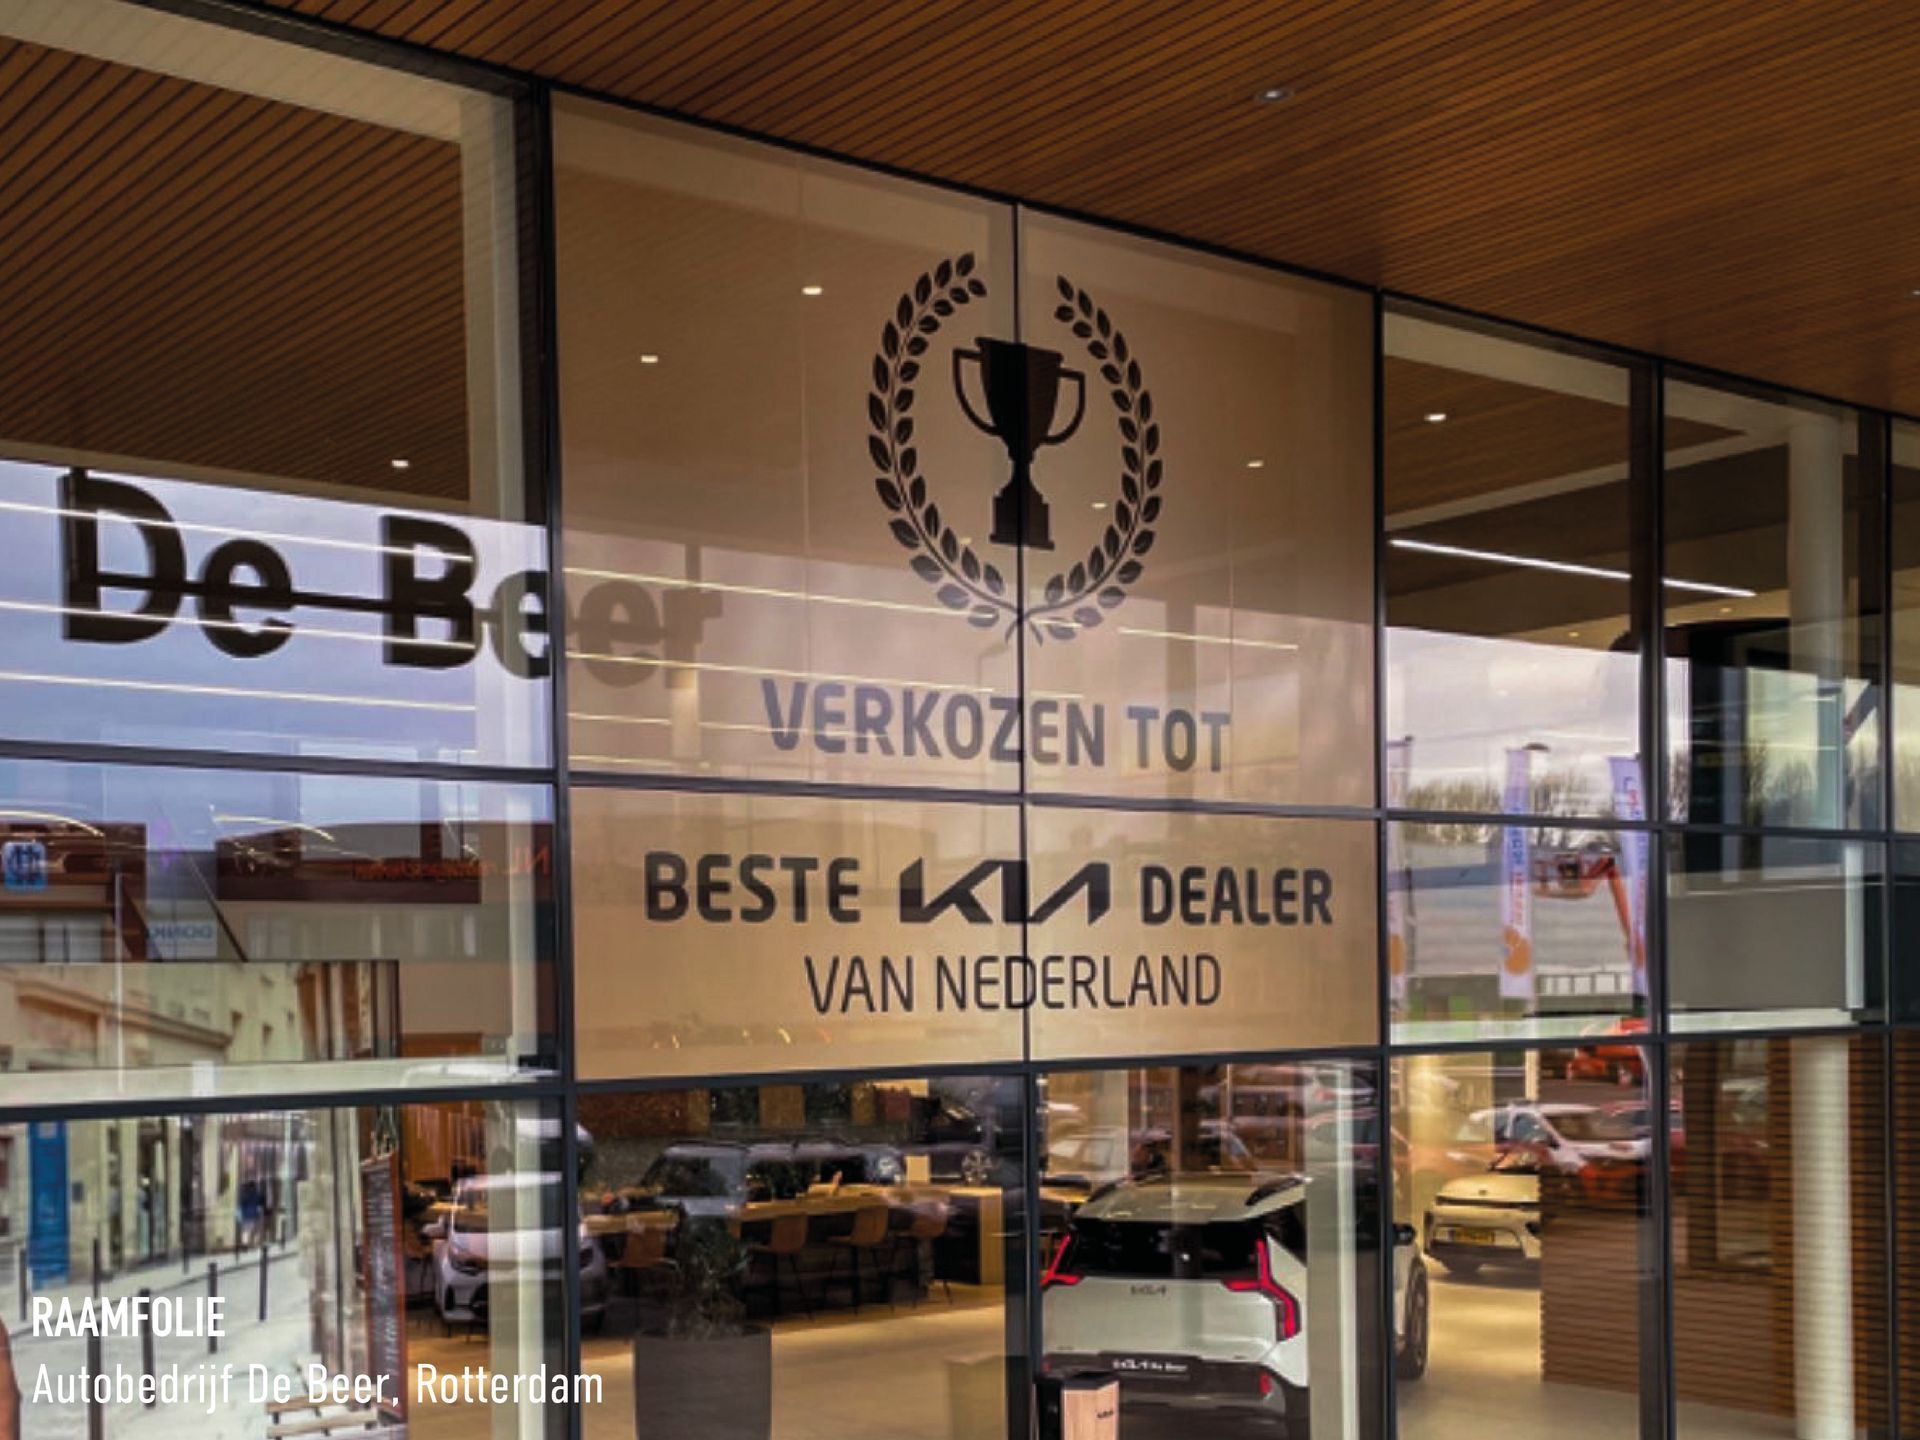 De Beer
VERKOZEN TOT
BESTE KIA DEALER
VAN NEDERLAND
RAAMFOLIE
Autobedrijf De Beer, Rotterdam